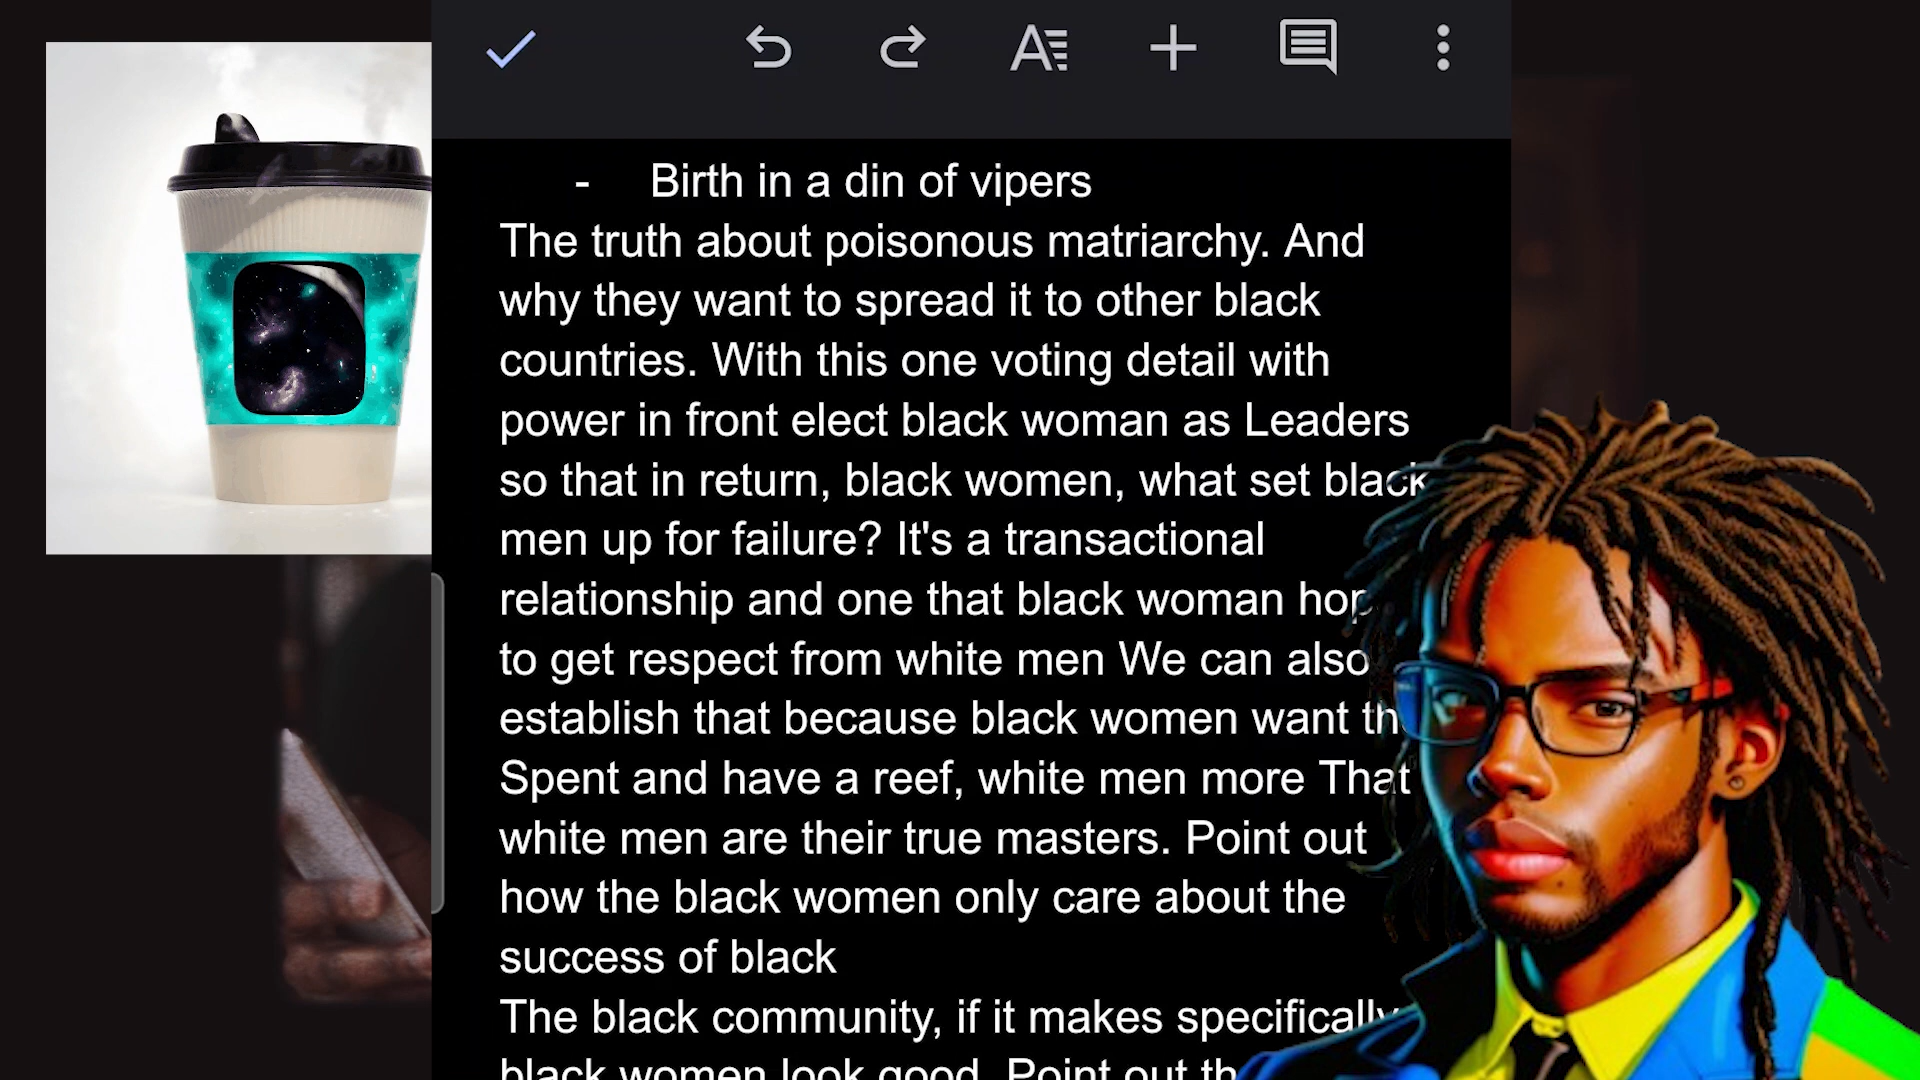 - Birth in a din of vipers
The truth about poisonous matriarchy. And
why they want to spread it to other black
countries. With this one voting detail with
power in front elect black woman as Leaders
so that in return, black women, what set black
men up for failure? It's a transactional
relationship and one that black woman hop
to get respect from white men We can also
establish that because black women want th
Spent and have a reef, white men more That
white men are their true masters. Point out
how the black women only care about the
success of black
The black community, if it makes specifically
black women look good. Point out th